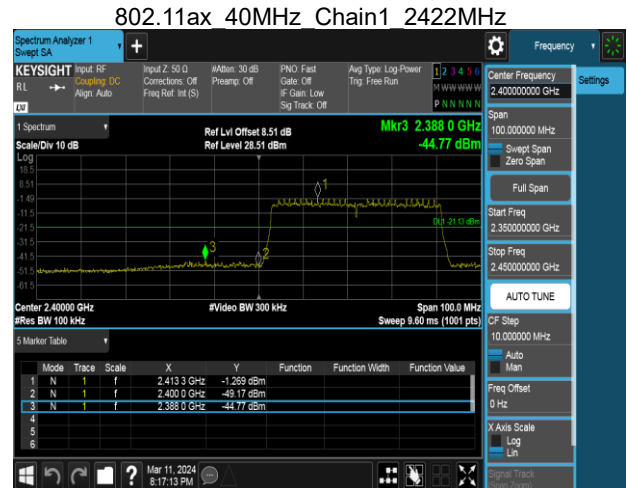 802.11ax_40MHz_Chain1_2422MHz
Spectrum Analyzer 1
Swept SA
Frequency
KEYSIGHT
RL
Input: RF
Coupling: DC
Align: Auto
Input Z: 50 Ω
Corrections: Off
Freq Ref: Int (S)
#Atten: 30 dB
Preamp: Off
PNO: Fast
Gate: Off
IF Gain: Low
Sig Track: Off
Avg Type: Log-Power
Trig: Free Run
1 2 3 4 5 6
M W W W W W
P N N N N N
Center Frequency
2.400000000 GHz
Settings
Span
100.000000 MHz
Swept Span
Zero Span
Full Span
Start Freq
2.350000000 GHz
Stop Freq
2.450000000 GHz
AUTO TUNE
CF Step
10.000000 MHz
Auto
Man
Freq Offset
0 Hz
X Axis Scale
Log
Lin
Signal Track
(Span Zoom)
1 Spectrum
Scale/Div 10 dB
Ref Lvl Offset 8.51 dB
Ref Level 28.51 dBm
Mkr3 2.388 0 GHz
-44.77 dBm
Log
18.5
8.51
-1.49
-11.5
-21.5
-31.5
-41.5
-51.5
-61.5
1
2
3
DL1 -21.13 dBm
Center 2.40000 GHz
#Video BW 300 kHz
Span 100.0 MHz
#Res BW 100 kHz
Sweep 9.60 ms (1001 pts)
5 Marker Table
Mode Trace Scale X Y Function Function Width Function Value
1 N 1 f 2.413 3 GHz -1.269 dBm
2 N 1 f 2.400 0 GHz -49.17 dBm
3 N 1 f 2.388 0 GHz -44.77 dBm
4
5
6
?
Mar 11, 2024
8:17:13 PM